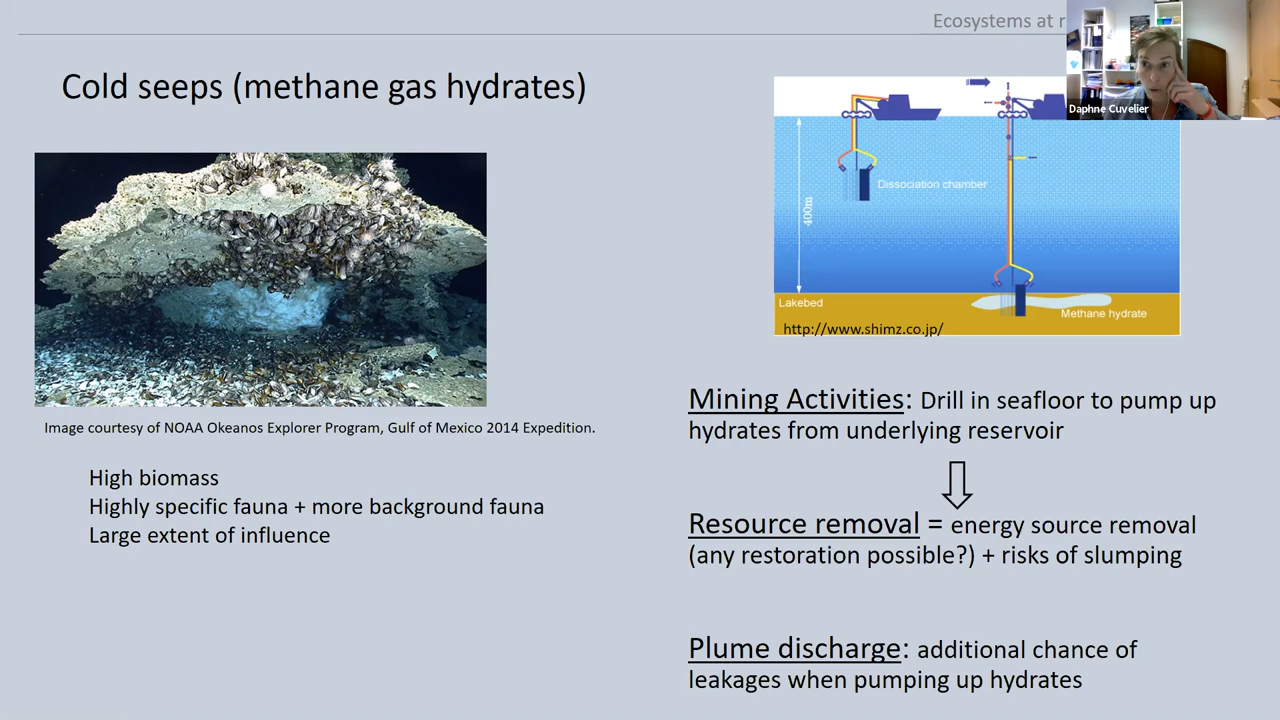 Ecosystems at r
Daphne Cuvelier
Cold seeps (methane gas hydrates)
Dissociation chamber
400m
Lakebed
Methane hydrate
http://www.shimz.co.jp/
Image courtesy of NOAA Okeanos Explorer Program, Gulf of Mexico 2014 Expedition.
High biomass
Highly specific fauna + more background fauna
Large extent of influence
Mining Activities: Drill in seafloor to pump up
hydrates from underlying reservoir
Resource removal = energy source removal
(any restoration possible?) + risks of slumping
Plume discharge: additional chance of
leakages when pumping up hydrates